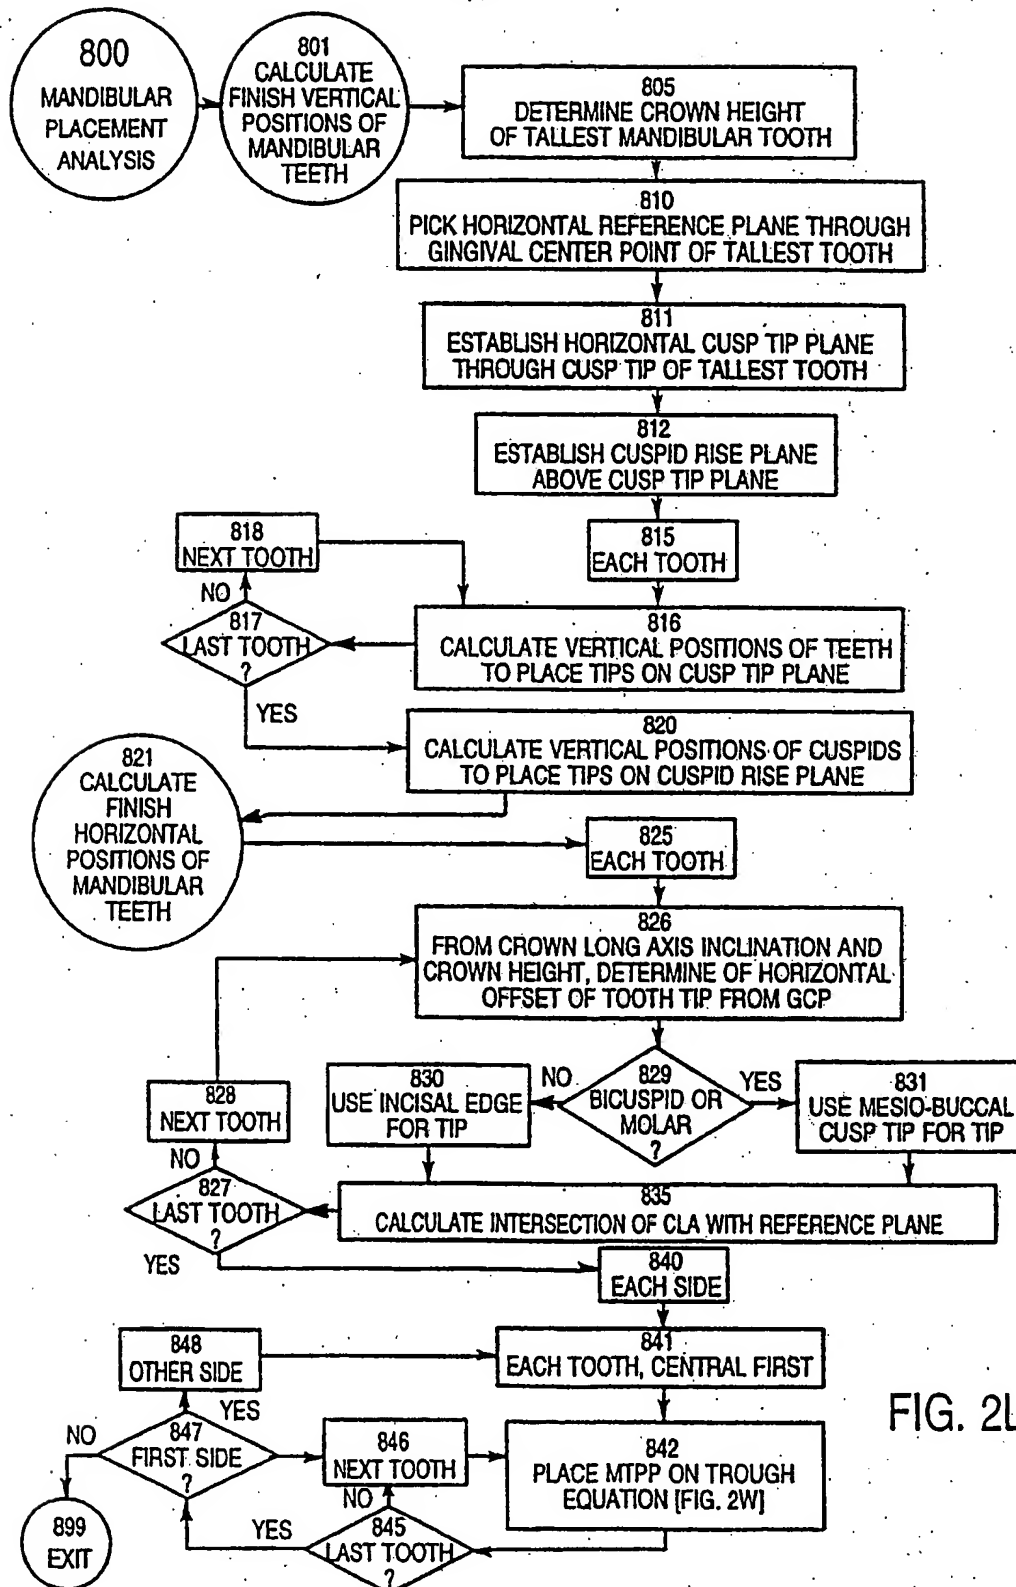 800
MANDIBULAR
PLACEMENT
ANALYSIS
801
CALCULATE
FINISH VERTICAL
POSITIONS OF
MANDIBULAR
TEETH
805
DETERMINE CROWN HEIGHT
OF TALLEST MANDIBULAR TOOTH
810
PICK HORIZONTAL REFERENCE PLANE THROUGH
GINGIVAL CENTER POINT OF TALLEST TOOTH
811
ESTABLISH HORIZONTAL CUSP TIP PLANE
THROUGH CUSP TIP OF TALLEST TOOTH
812
ESTABLISH CUSPID RISE PLANE
ABOVE CUSP TIP PLANE
815
EACH TOOTH
818
NEXT TOOTH
NO
817
LAST TOOTH
?
YES
816
CALCULATE VERTICAL POSITIONS OF TEETH
TO PLACE TIPS ON CUSP TIP PLANE
820
CALCULATE VERTICAL POSITIONS OF CUSPIDS
TO PLACE TIPS ON CUSPID RISE PLANE
821
CALCULATE
FINISH
HORIZONTAL
POSITIONS OF
MANDIBULAR
TEETH
825
EACH TOOTH
826
FROM CROWN LONG AXIS INCLINATION AND
CROWN HEIGHT, DETERMINE OF HORIZONTAL
OFFSET OF TOOTH TIP FROM GCP
829
BICUSPID OR
MOLAR
?
NO
YES
830
USE INCISAL EDGE
FOR TIP
831
USE MESIO-BUCCAL
CUSP TIP FOR TIP
828
NEXT TOOTH
NO
827
LAST TOOTH
?
YES
835
CALCULATE INTERSECTION OF CLA WITH REFERENCE PLANE
840
EACH SIDE
848
OTHER SIDE
841
EACH TOOTH, CENTRAL FIRST
YES
NO
847
FIRST SIDE
?
846
NEXT TOOTH
842
PLACE MTPP ON TROUGH
EQUATION [FIG. 2W]
NO
YES
845
LAST TOOTH
?
899
EXIT
FIG. 2L